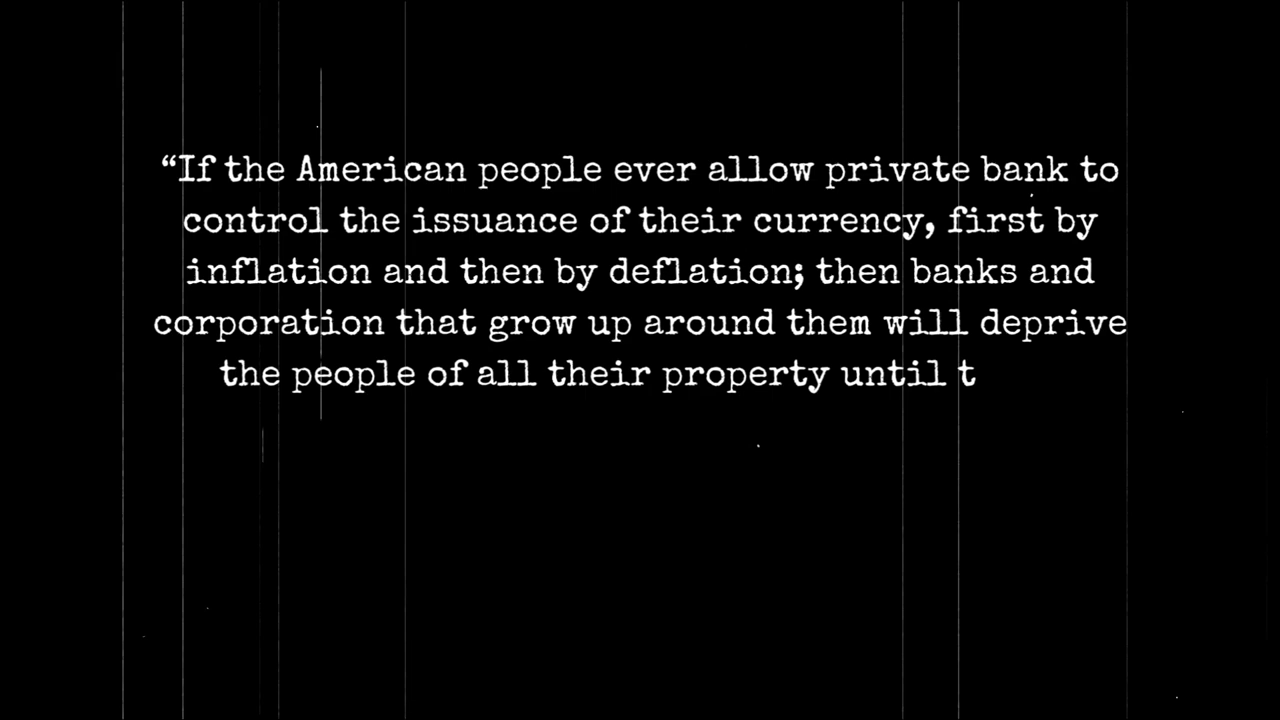 “If the American people ever allow private bank to
control the issuance of their currency, first by
inflation and then by deflation; then banks and
corporation that grow up around them will deprive
the people of all their property until t